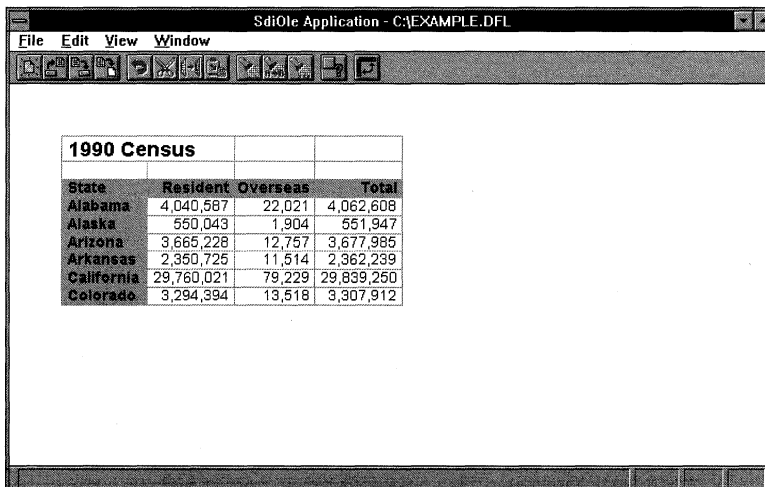 SdiOle Application - C:\EXAMPLE.DFL
File Edit View Window
1990 Census
State Resident Overseas Total
Alabama 4,040,587 22,021 4,062,608
Alaska 550,043 1,904 551,947
Arizona 3,665,228 12,757 3,677,985
Arkansas 2,350,725 11,514 2,362,239
California 29,760,021 79,229 29,839,250
Colorado 3,294,394 13,518 3,307,912